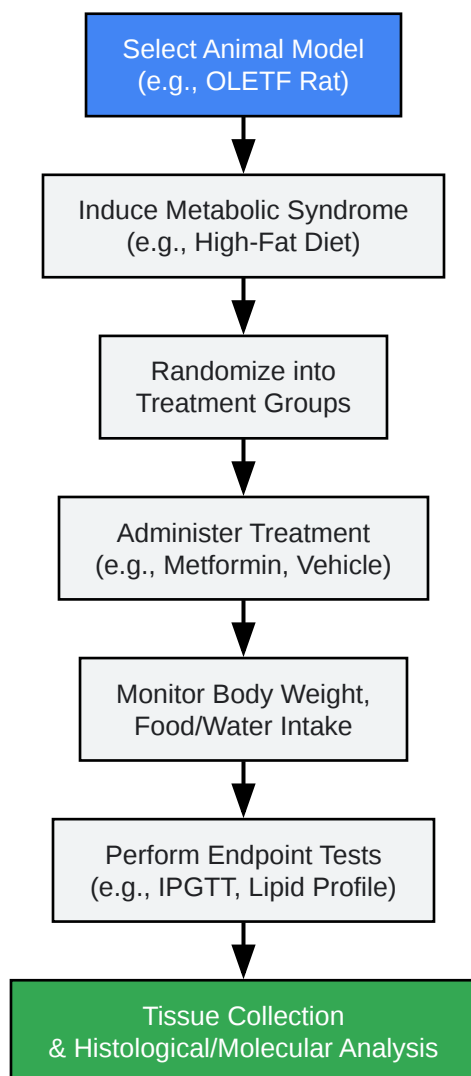 Select Animal Model
(e.g., OLETF Rat)
Induce Metabolic Syndrome
(e.g., High-Fat Diet)
Randomize into
Treatment Groups
Administer Treatment
(e.g., Metformin, Vehicle)
Monitor Body Weight,
Food/Water Intake
Perform Endpoint Tests
(e.g., IPGTT, Lipid Profile)
Tissue Collection
& Histological/Molecular Analysis